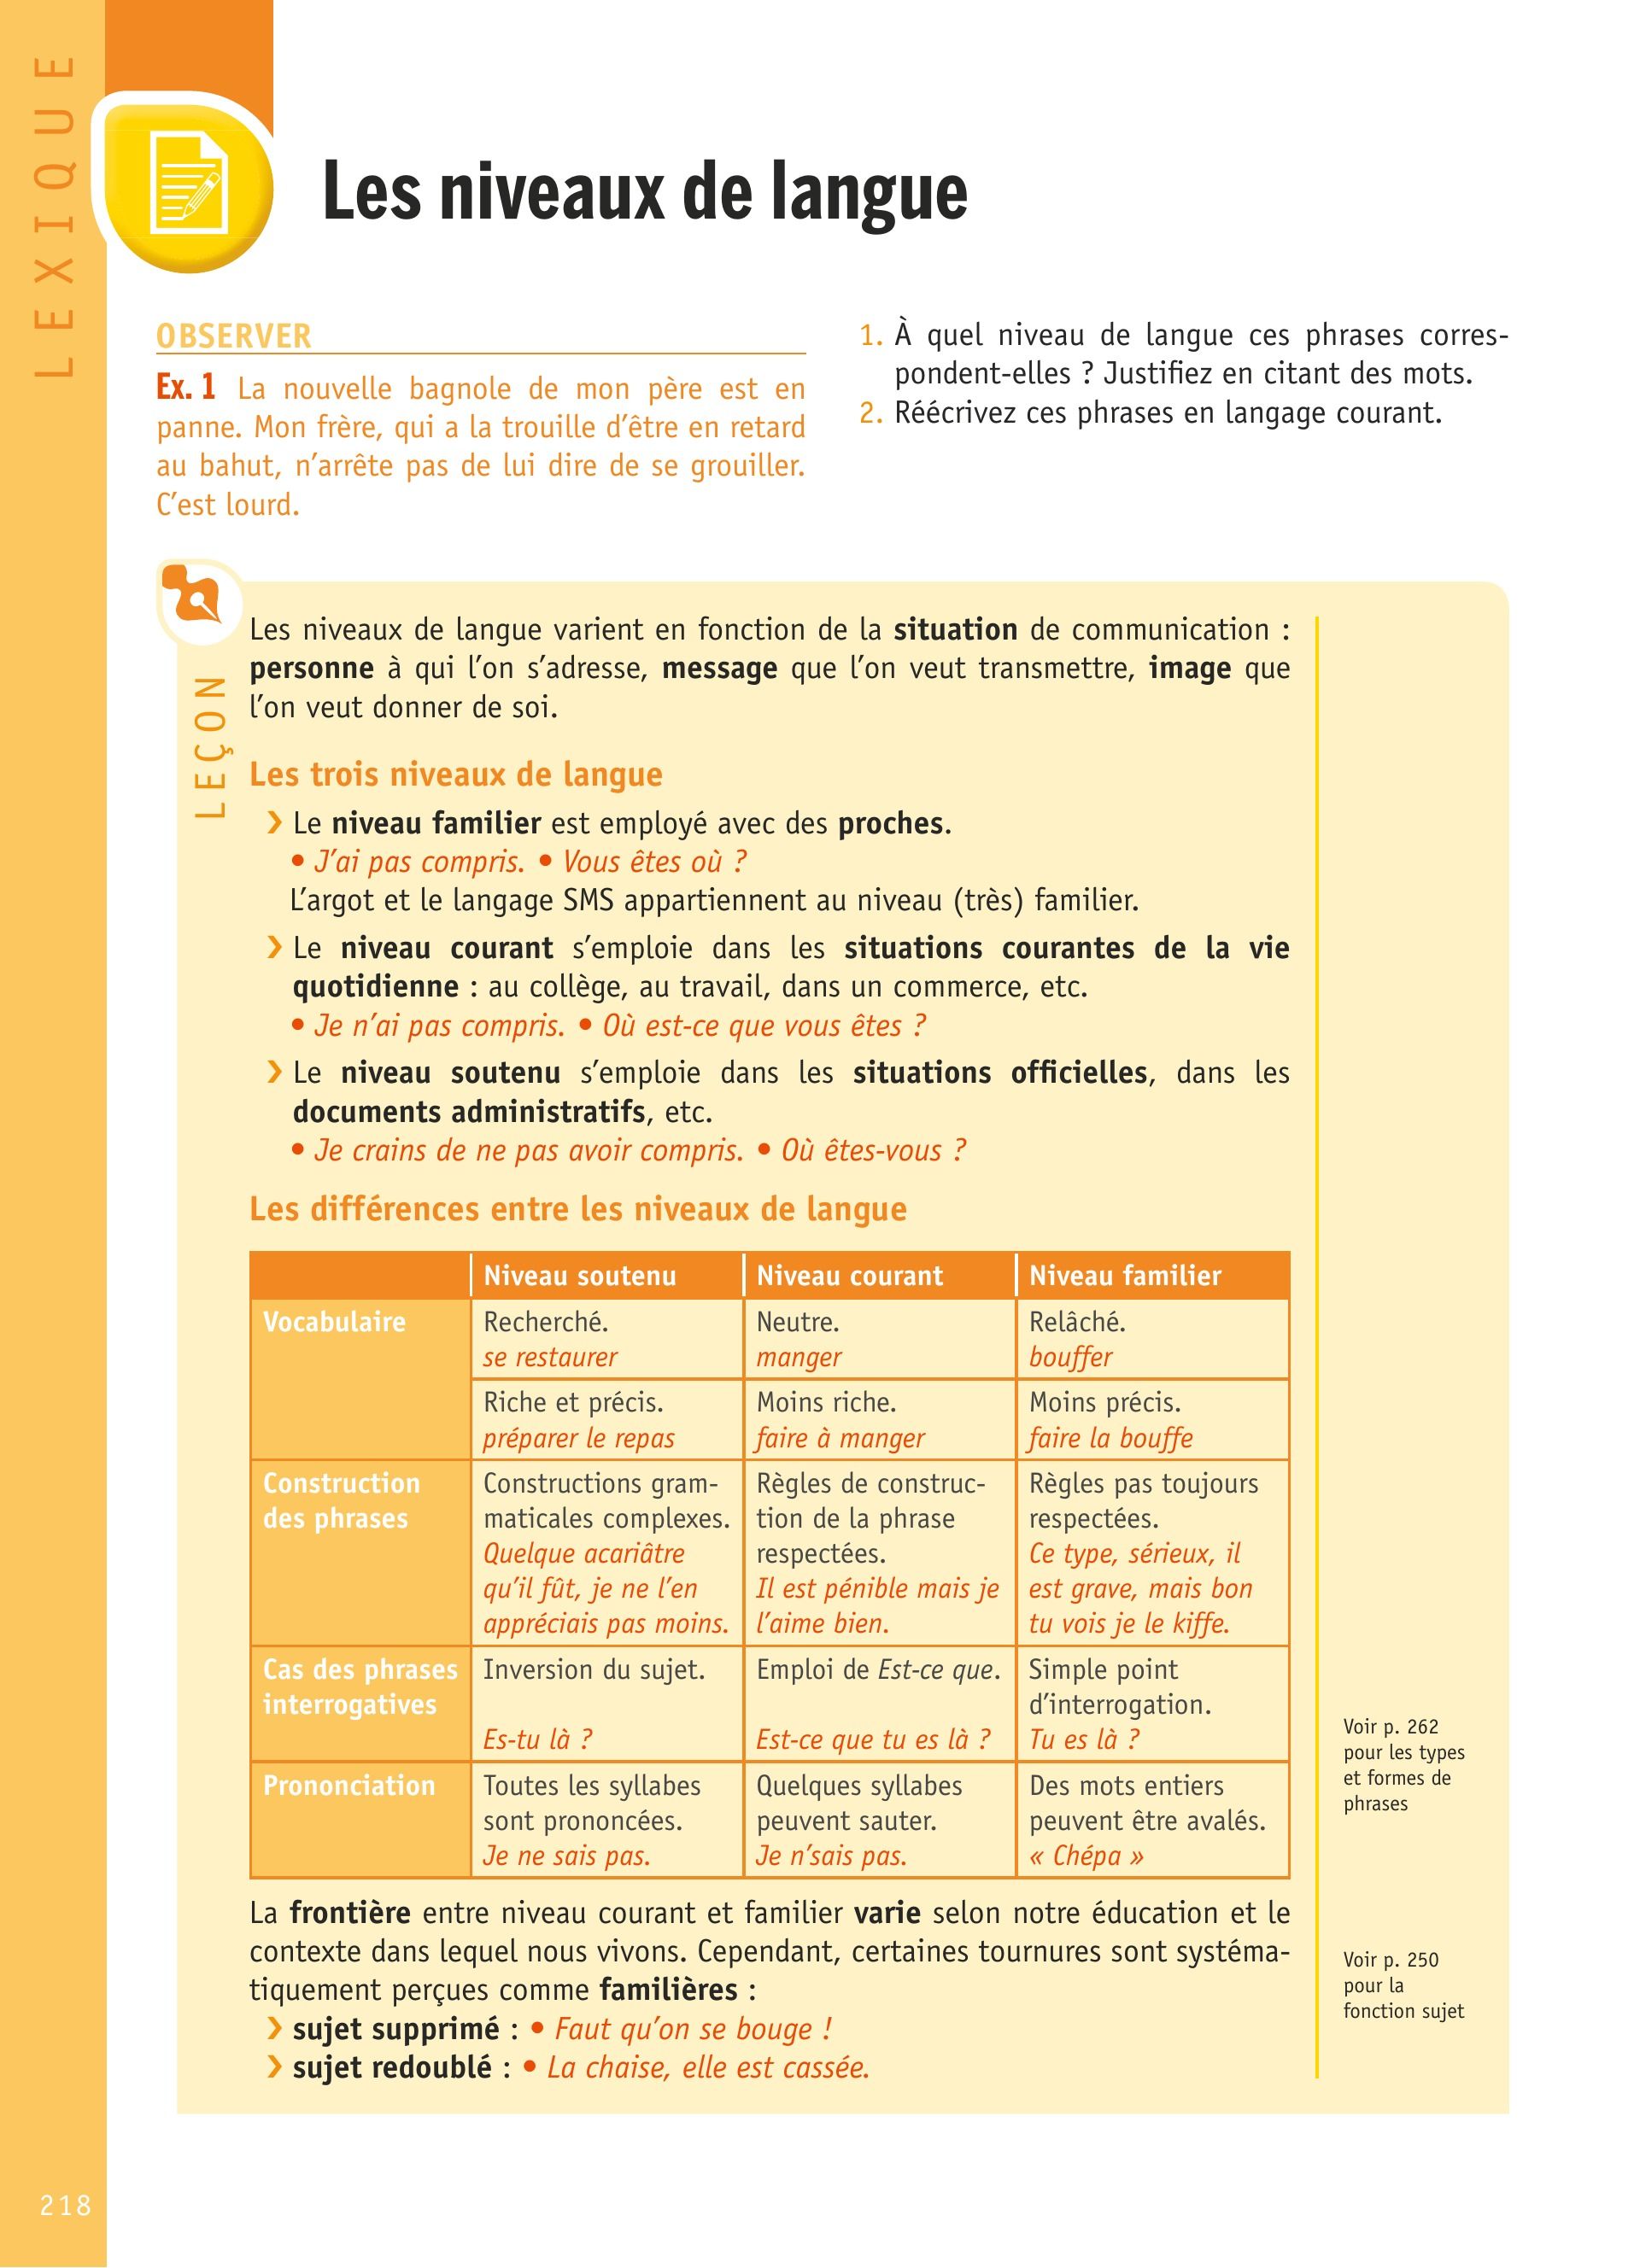 LEXIQUE
Les niveaux de langue
OBSERVER
Ex. 1 La nouvelle bagnole de mon père est en
panne. Mon frère, qui a la trouille d’être en retard
au bahut, n’arrête pas de lui dire de se grouiller.
C’est lourd.
1. À quel niveau de langue ces phrases corres-
pondent-elles ? Justifiez en citant des mots.
2. Réécrivez ces phrases en langage courant.
LEÇON
Les niveaux de langue varient en fonction de la situation de communication :
personne à qui l’on s’adresse, message que l’on veut transmettre, image que
l’on veut donner de soi.
Les trois niveaux de langue
› Le niveau familier est employé avec des proches.
• J’ai pas compris. • Vous êtes où ?
L’argot et le langage SMS appartiennent au niveau (très) familier.
› Le niveau courant s’emploie dans les situations courantes de la vie
quotidienne : au collège, au travail, dans un commerce, etc.
• Je n’ai pas compris. • Où est-ce que vous êtes ?
› Le niveau soutenu s’emploie dans les situations officielles, dans les
documents administratifs, etc.
• Je crains de ne pas avoir compris. • Où êtes-vous ?
Les différences entre les niveaux de langue
Niveau soutenu
Niveau courant
Niveau familier
Vocabulaire
Recherché.
se restaurer
Neutre.
manger
Relâché.
bouffer
Riche et précis.
préparer le repas
Moins riche.
faire à manger
Moins précis.
faire la bouffe
Construction
des phrases
Constructions gram-
maticales complexes.
Quelque acariâtre
qu’il fût, je ne l’en
appréciais pas moins.
Règles de construc-
tion de la phrase
respectées.
Il est pénible mais je
l’aime bien.
Règles pas toujours
respectées.
Ce type, sérieux, il
est grave, mais bon
tu vois je le kiffe.
Cas des phrases
interrogatives
Inversion du sujet.
Es-tu là ?
Emploi de Est-ce que.
Est-ce que tu es là ?
Simple point
d’interrogation.
Tu es là ?
Prononciation
Toutes les syllabes
sont prononcées.
Je ne sais pas.
Quelques syllabes
peuvent sauter.
Je n’sais pas.
Des mots entiers
peuvent être avalés.
« Chépa »
Voir p. 262
pour les types
et formes de
phrases
La frontière entre niveau courant et familier varie selon notre éducation et le
contexte dans lequel nous vivons. Cependant, certaines tournures sont systéma-
tiquement perçues comme familières :
› sujet supprimé : • Faut qu’on se bouge !
› sujet redoublé : • La chaise, elle est cassée.
Voir p. 250
pour la
fonction sujet
218